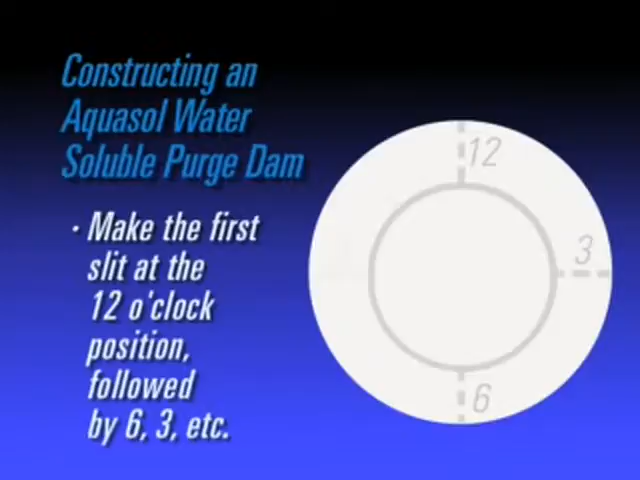 Constructing an
Aquasol Water
Soluble Purge Dam
· Make the first
slit at the
12 o'clock
position,
followed
by 6, 3, etc.
12
3
6